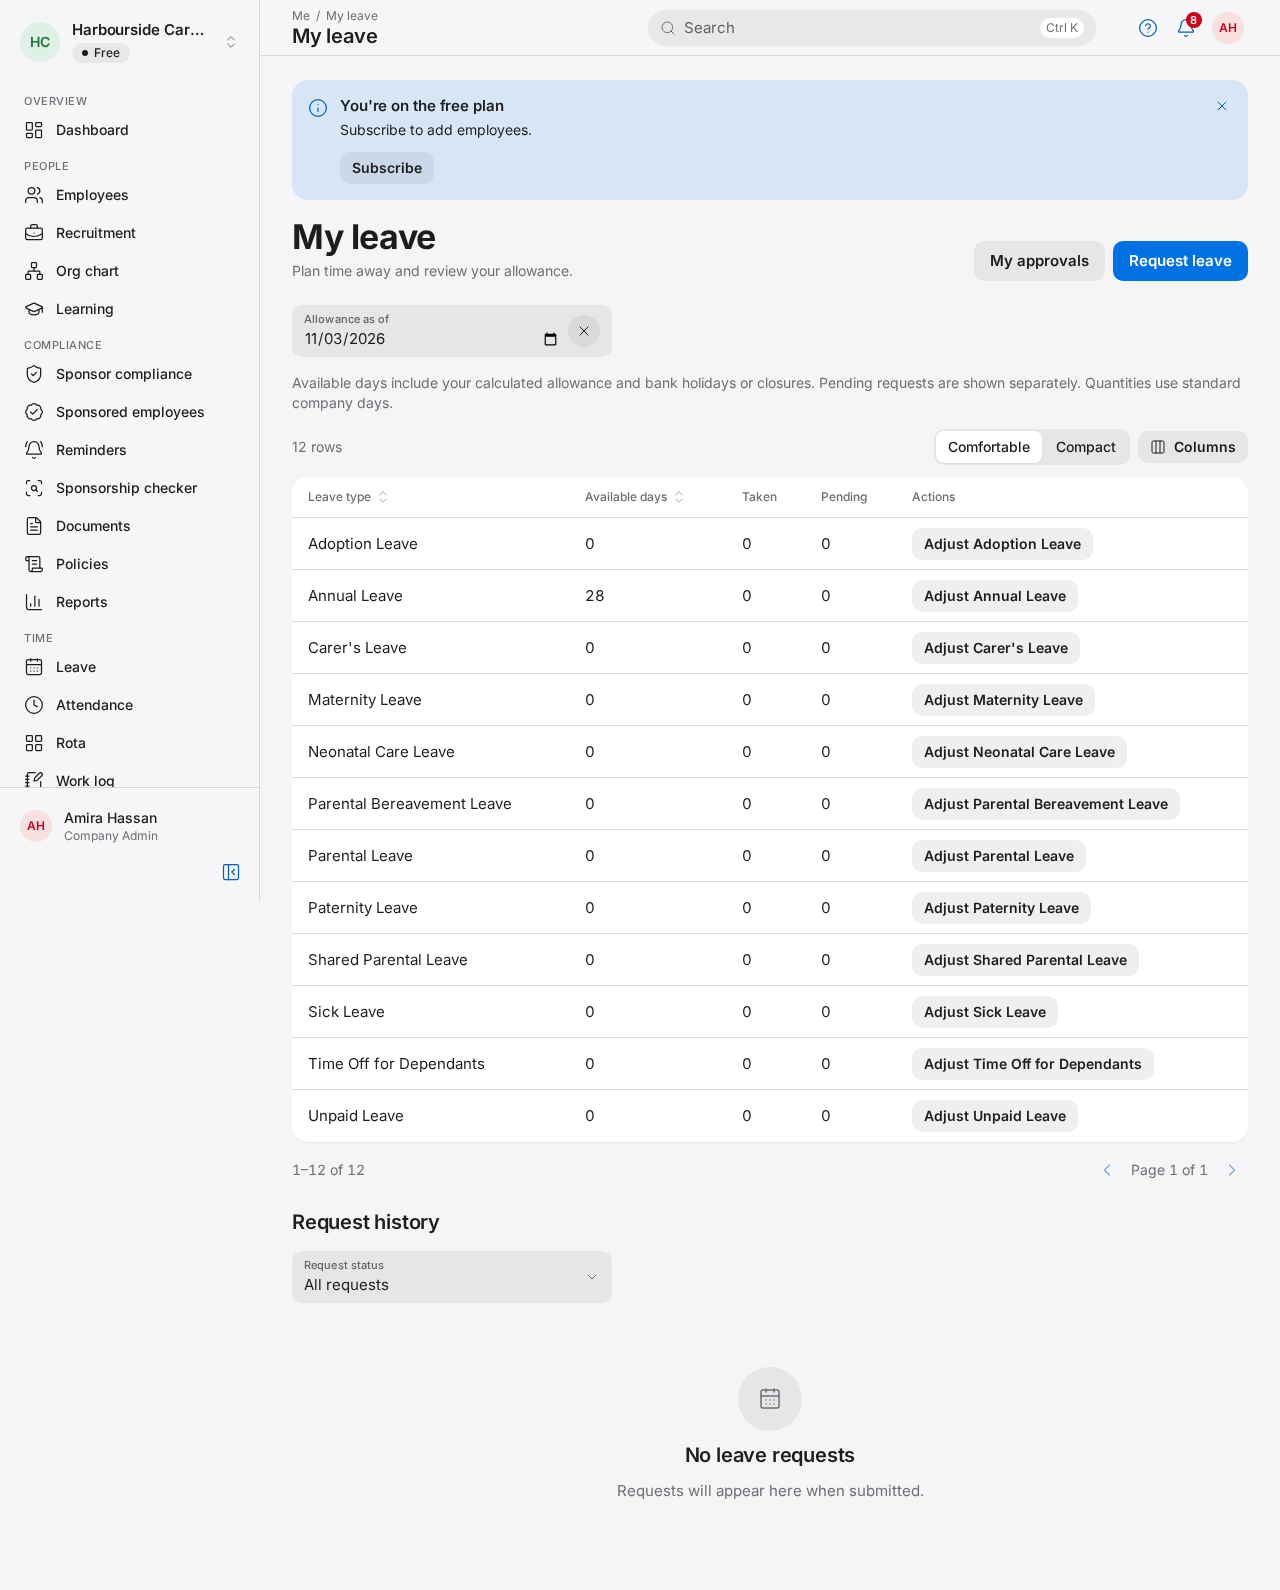 HC
Harbourside Car...
Free
OVERVIEW
Dashboard
PEOPLE
Employees
Recruitment
Org chart
Learning
COMPLIANCE
Sponsor compliance
Sponsored employees
Reminders
Sponsorship checker
Documents
Policies
Reports
TIME
Leave
Attendance
Rota
Work log
AH
Amira Hassan
Company Admin
Me / My leave
My leave
Search
Ctrl K
8
AH
You're on the free plan
Subscribe to add employees.
Subscribe
My leave
Plan time away and review your allowance.
My approvals
Request leave
Allowance as of
11/03/2026
Available days include your calculated allowance and bank holidays or closures. Pending requests are shown separately. Quantities use standard
company days.
12 rows
Comfortable
Compact
Columns
Leave type Available days Taken Pending Actions
Adoption Leave 0 0 0 Adjust Adoption Leave
Annual Leave 28 0 0 Adjust Annual Leave
Carer's Leave 0 0 0 Adjust Carer's Leave
Maternity Leave 0 0 0 Adjust Maternity Leave
Neonatal Care Leave 0 0 0 Adjust Neonatal Care Leave
Parental Bereavement Leave 0 0 0 Adjust Parental Bereavement Leave
Parental Leave 0 0 0 Adjust Parental Leave
Paternity Leave 0 0 0 Adjust Paternity Leave
Shared Parental Leave 0 0 0 Adjust Shared Parental Leave
Sick Leave 0 0 0 Adjust Sick Leave
Time Off for Dependants 0 0 0 Adjust Time Off for Dependants
Unpaid Leave 0 0 0 Adjust Unpaid Leave
1–12 of 12
Page 1 of 1
Request history
Request status
All requests
No leave requests
Requests will appear here when submitted.